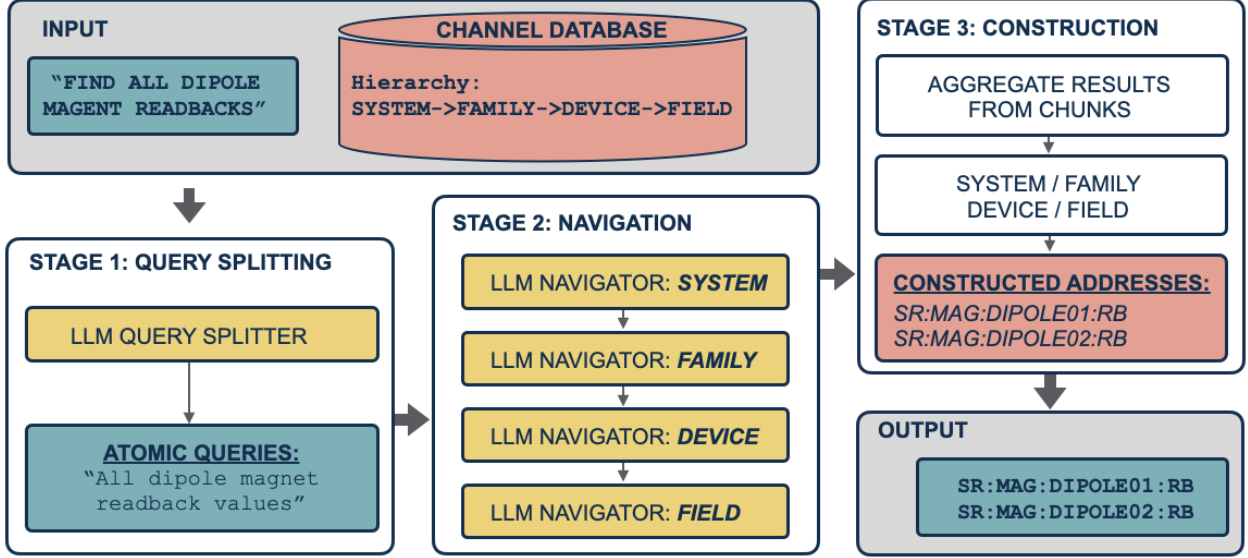 INPUT
“FIND ALL DIPOLE
MAGENT READBACKS”
CHANNEL DATABASE
Hierarchy:
SYSTEM->FAMILY->DEVICE->FIELD
STAGE 1: QUERY SPLITTING
LLM QUERY SPLITTER
ATOMIC QUERIES:
“All dipole magnet
readback values”
STAGE 2: NAVIGATION
LLM NAVIGATOR: SYSTEM
LLM NAVIGATOR: FAMILY
LLM NAVIGATOR: DEVICE
LLM NAVIGATOR: FIELD
STAGE 3: CONSTRUCTION
AGGREGATE RESULTS
FROM CHUNKS
SYSTEM / FAMILY
DEVICE / FIELD
CONSTRUCTED ADDRESSES:
SR:MAG:DIPOLE01:RB
SR:MAG:DIPOLE02:RB
OUTPUT
SR:MAG:DIPOLE01:RB
SR:MAG:DIPOLE02:RB